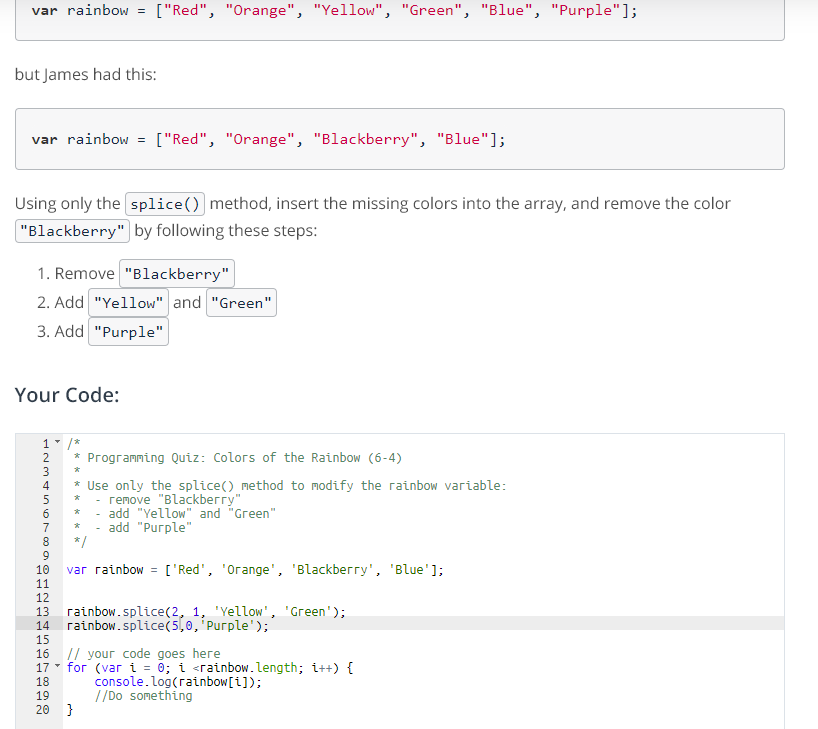 var rainbow = ["Red", "Orange", "Yellow", "Green", "Blue", "Purple"];
but James had this:
var rainbow = ["Red", "Orange", "Blackberry", "Blue"];
Using only the splice() method, insert the missing colors into the array, and remove the color
"Blackberry" by following these steps:
1. Remove "Blackberry"
2. Add "Yellow" and "Green"
3. Add "Purple"
Your Code:
1 /*
2 * Programming Quiz: Colors of the Rainbow (6-4)
3 *
4 * Use only the splice() method to modify the rainbow variable:
5 *  - remove "Blackberry"
6 *  - add "Yellow" and "Green"
7 *  - add "Purple"
8 */
9
10 var rainbow = ['Red', 'Orange', 'Blackberry', 'Blue'];
11
12
13 rainbow.splice(2, 1, 'Yellow', 'Green');
14 rainbow.splice(5,0,'Purple');
15
16 // your code goes here
17 for (var i = 0; i <rainbow.length; i++) {
18     console.log(rainbow[i]);
19     //Do something
20 }